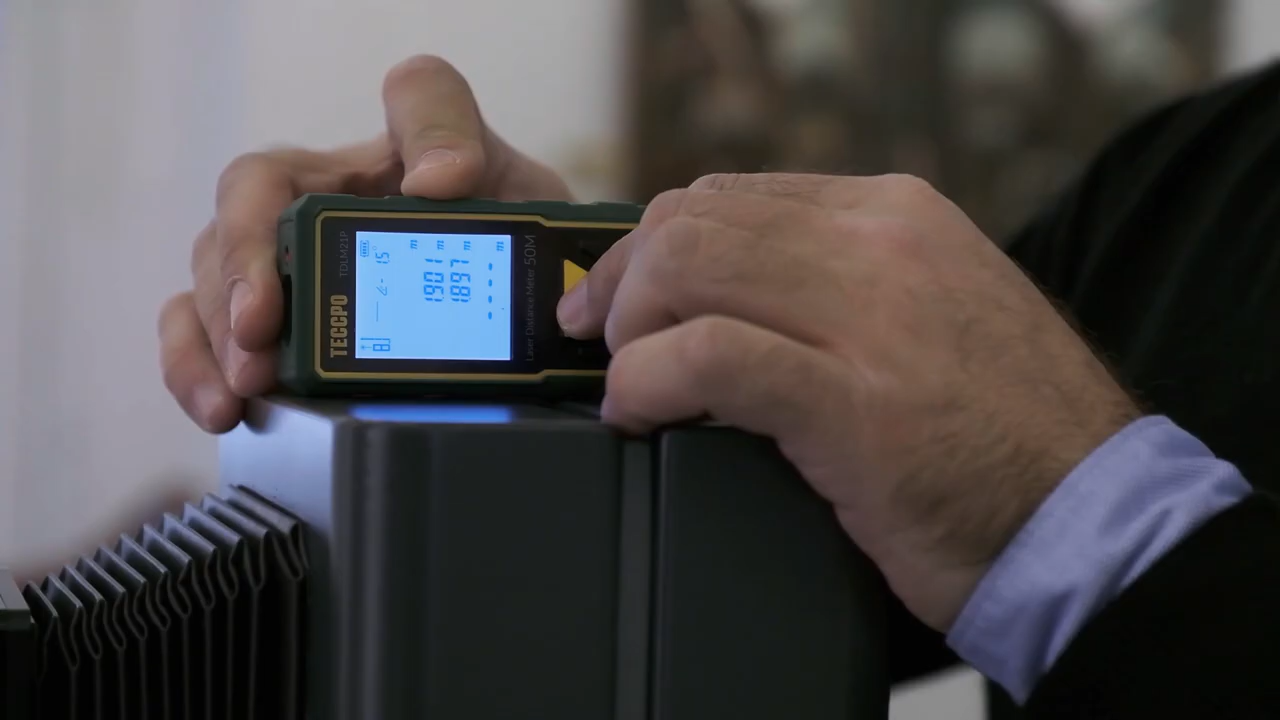 TECCPO TDLM21P
m
1.901 m
1.897 m
- - - - m
Laser Distance Meter 50M